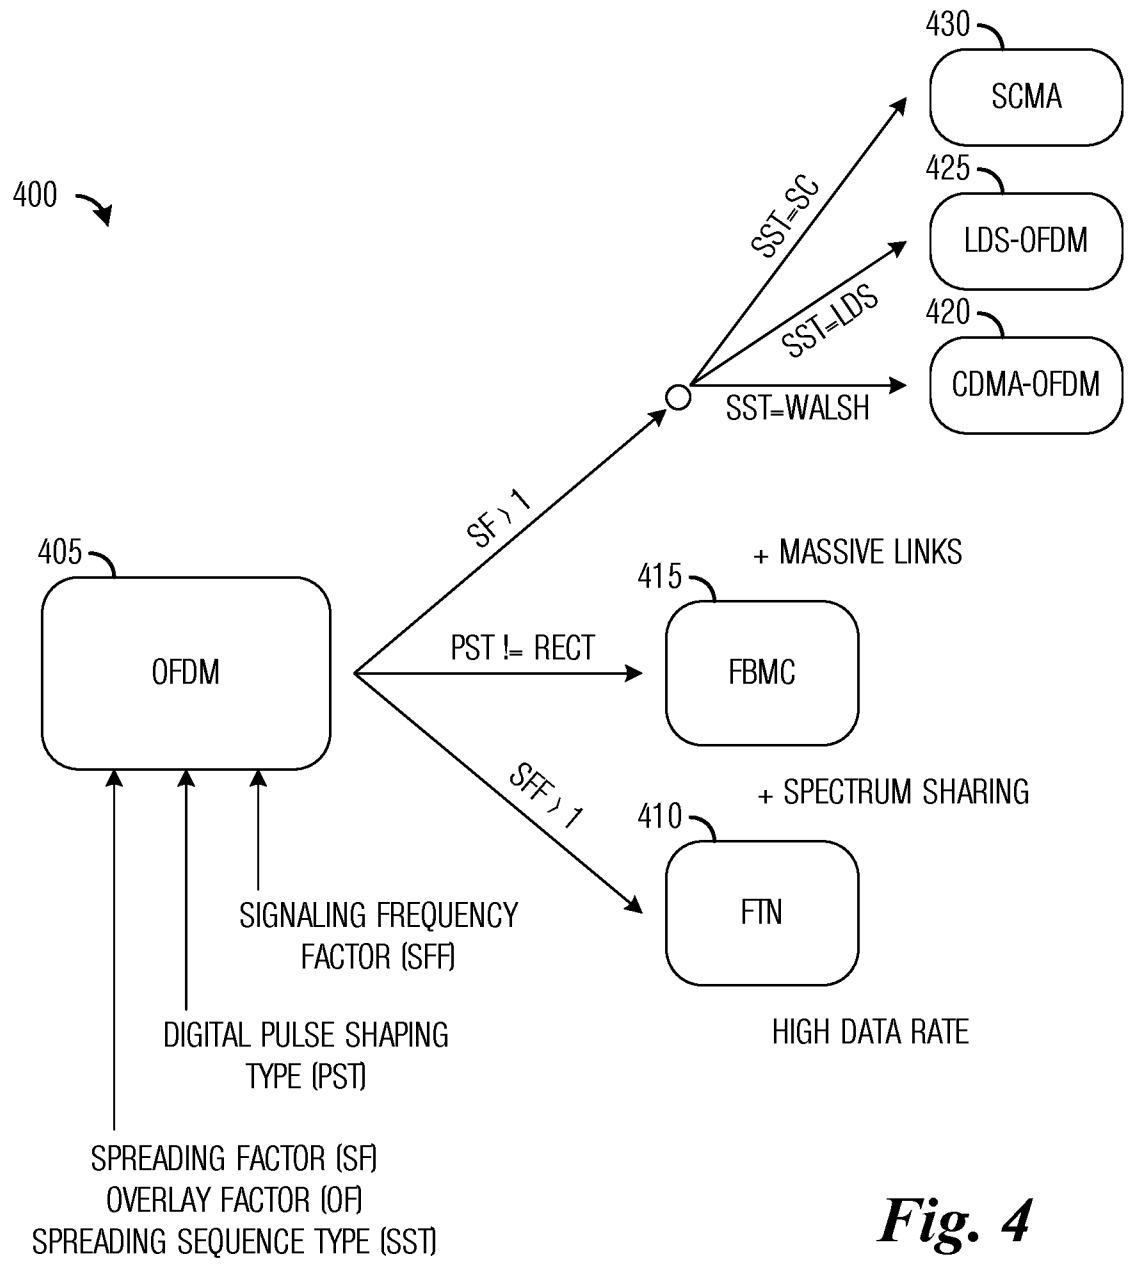 430
SCMA
400
425
LDS-OFDM
SST=SC
SST=LDS
420
CDMA-OFDM
SST=WALSH
SF > 1
405
OFDM
+ MASSIVE LINKS
415
PST != RECT
FBMC
SFF > 1
+ SPECTRUM SHARING
410
FTN
SIGNALING FREQUENCY
FACTOR (SFF)
HIGH DATA RATE
DIGITAL PULSE SHAPING
TYPE (PST)
SPREADING FACTOR (SF)
OVERLAY FACTOR (OF)
SPREADING SEQUENCE TYPE (SST)
Fig. 4